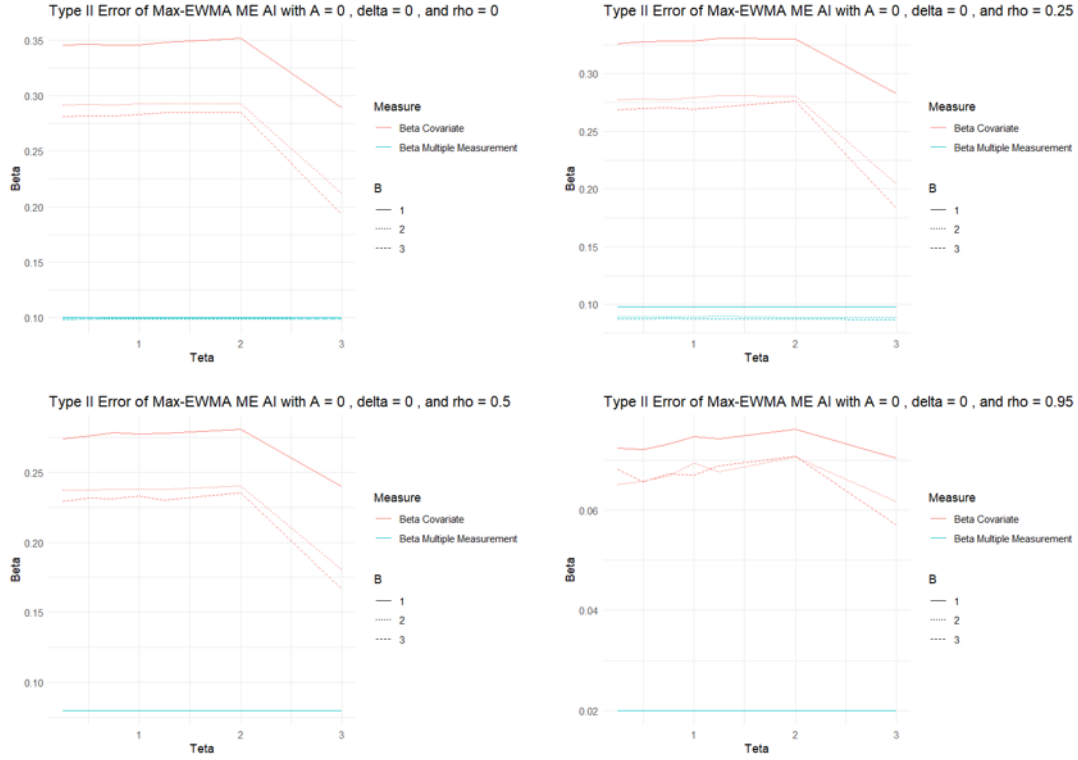 Type II Error of Max-EWMA ME AI with A = 0 , delta = 0 , and rho = 0
0.35
0.30
0.25
0.20
0.15
0.10
Beta
1
2
3
Teta
Measure
Beta Covariate
Beta Multiple Measurement
B
1
2
3
Type II Error of Max-EWMA ME AI with A = 0 , delta = 0 , and rho = 0.25
0.30
0.25
0.20
0.15
0.10
Beta
1
2
3
Teta
Measure
Beta Covariate
Beta Multiple Measurement
B
1
2
3
Type II Error of Max-EWMA ME AI with A = 0 , delta = 0 , and rho = 0.5
0.25
0.20
0.15
0.10
Beta
1
2
3
Teta
Measure
Beta Covariate
Beta Multiple Measurement
B
1
2
3
Type II Error of Max-EWMA ME AI with A = 0 , delta = 0 , and rho = 0.95
0.06
0.04
0.02
Beta
1
2
3
Teta
Measure
Beta Covariate
Beta Multiple Measurement
B
1
2
3